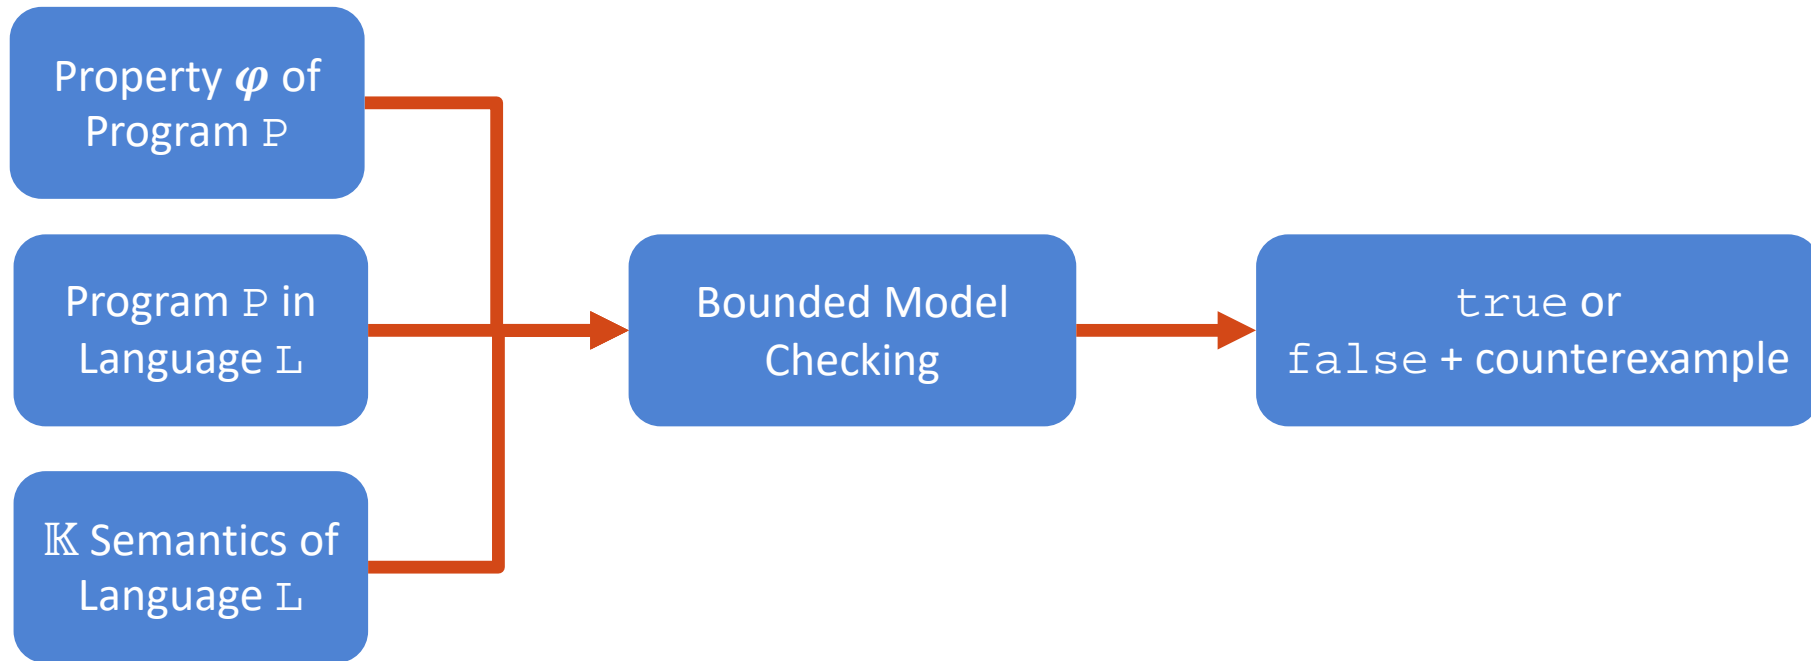 Property φ of
Program P
Program P in
Language L
𝕂 Semantics of
Language L
Bounded Model
Checking
true or
false + counterexample